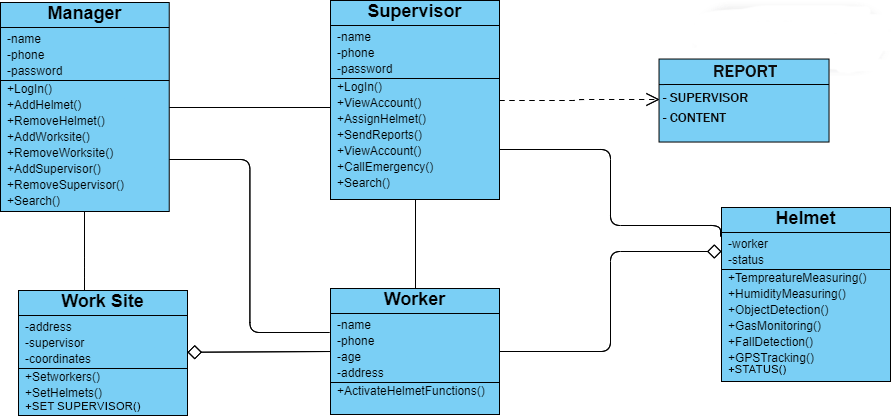 Manager
-name
-phone
-password
+LogIn()
+AddHelmet()
+RemoveHelmet()
+AddWorksite()
+RemoveWorksite()
+AddSupervisor()
+RemoveSupervisor()
+Search()
Supervisor
-name
-phone
-password
+LogIn()
+ViewAccount()
+AssignHelmet()
+SendReports()
+ViewAccount()
+CallEmergency()
+Search()
REPORT
- SUPERVISOR
- CONTENT
Helmet
-worker
-status
+TempreatureMeasuring()
+HumidityMeasuring()
+ObjectDetection()
+GasMonitoring()
+FallDetection()
+GPSTracking()
+STATUS()
Work Site
-address
-supervisor
-coordinates
+Setworkers()
+SetHelmets()
+SET SUPERVISOR()
Worker
-name
-phone
-age
-address
+ActivateHelmetFunctions()